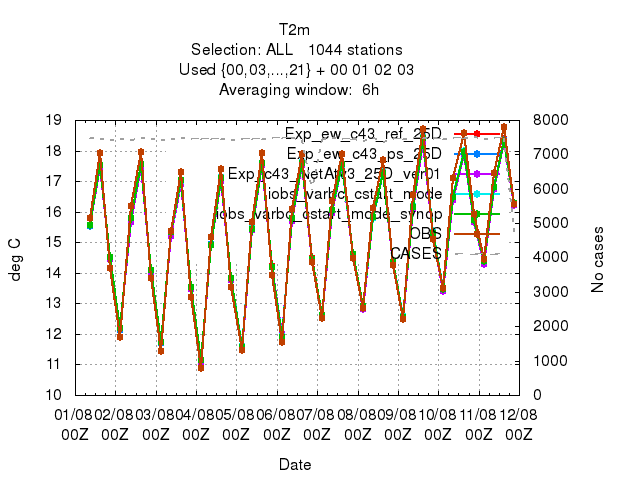 T2m
Selection: ALL   1044 stations
Used {00,03,...,21} + 00 01 02 03
Averaging window:  6h
Exp_ew_c43_ref_25D
Exp_ew_c43_ps_25D
Exp_c43_NetAtm3_25D_ver01
iobs_varbc_cstart_mode
iobs_varbc_cstart_mode_synop
OBS
CASES
19
18
17
16
15
14
13
12
11
10
deg C
8000
7000
6000
5000
4000
3000
2000
1000
0
No cases
01/08 02/08 03/08 04/08 05/08 06/08 07/08 08/08 09/08 10/08 11/08 12/08
00Z 00Z 00Z 00Z 00Z 00Z 00Z 00Z 00Z 00Z 00Z 00Z
Date